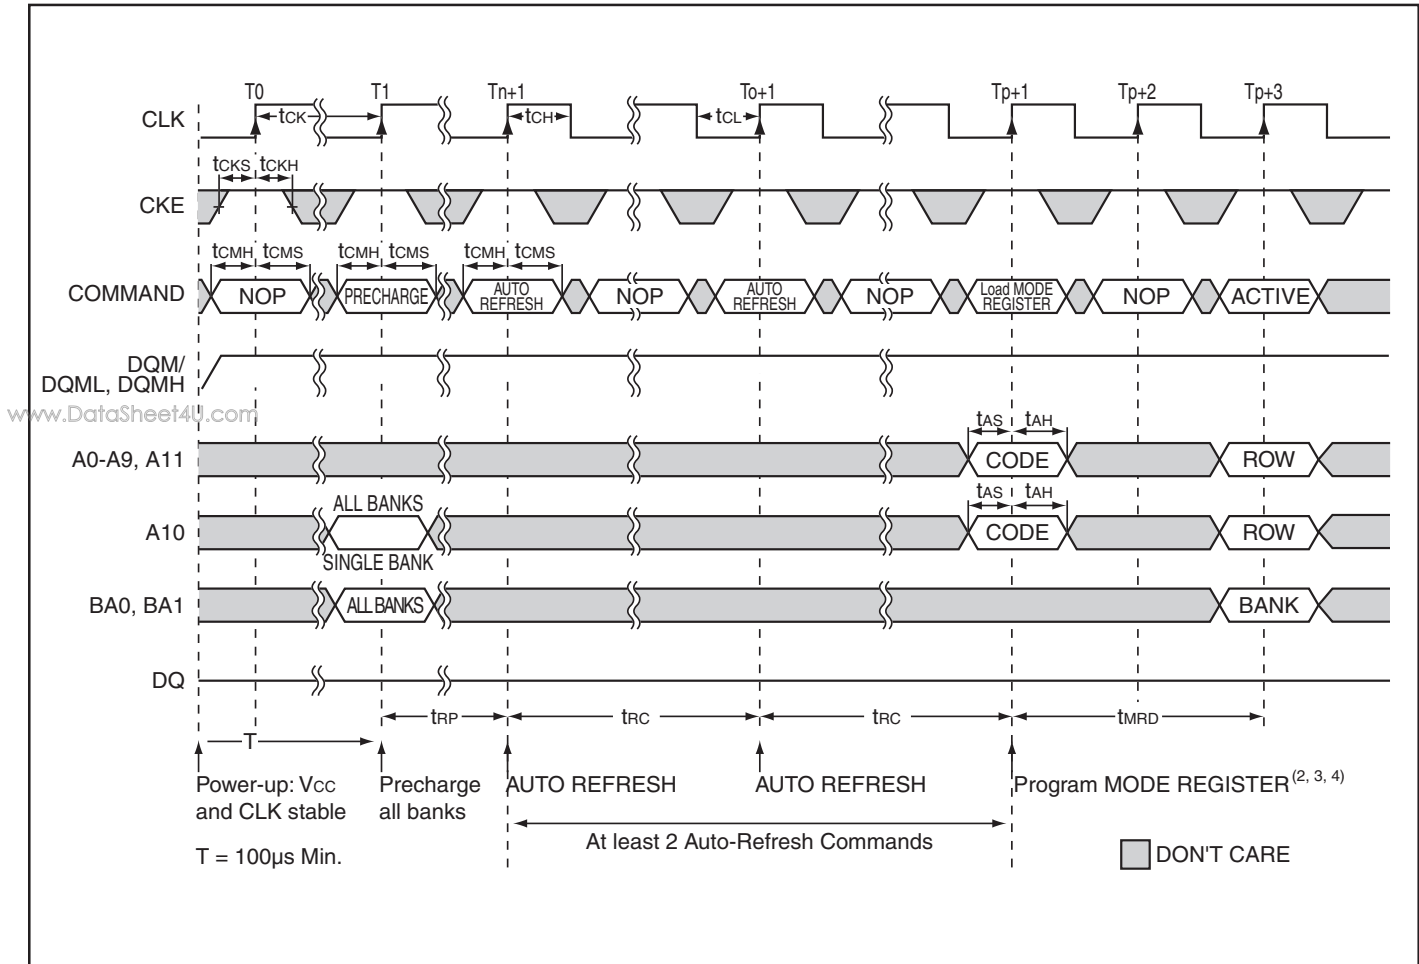 T0 T1 Tn+1 To+1 Tp+1 Tp+2 Tp+3
CLK tCK tCH tCL
tCKS tCKH
CKE
tCMH tCMS tCMH tCMS tCMH tCMS
COMMAND NOP PRECHARGE AUTO REFRESH NOP AUTO REFRESH NOP Load MODE REGISTER NOP ACTIVE
DQM/
DQML, DQMH
www.DataSheet4U.com
tAS tAH
A0-A9, A11 CODE ROW
ALL BANKS tAS tAH
A10 CODE ROW
SINGLE BANK
BA0, BA1 ALL BANKS BANK
DQ
tRP tRC tRC tMRD
T
Power-up: VCC Precharge AUTO REFRESH AUTO REFRESH Program MODE REGISTER(2, 3, 4)
and CLK stable all banks
At least 2 Auto-Refresh Commands
T = 100µs Min. DON'T CARE